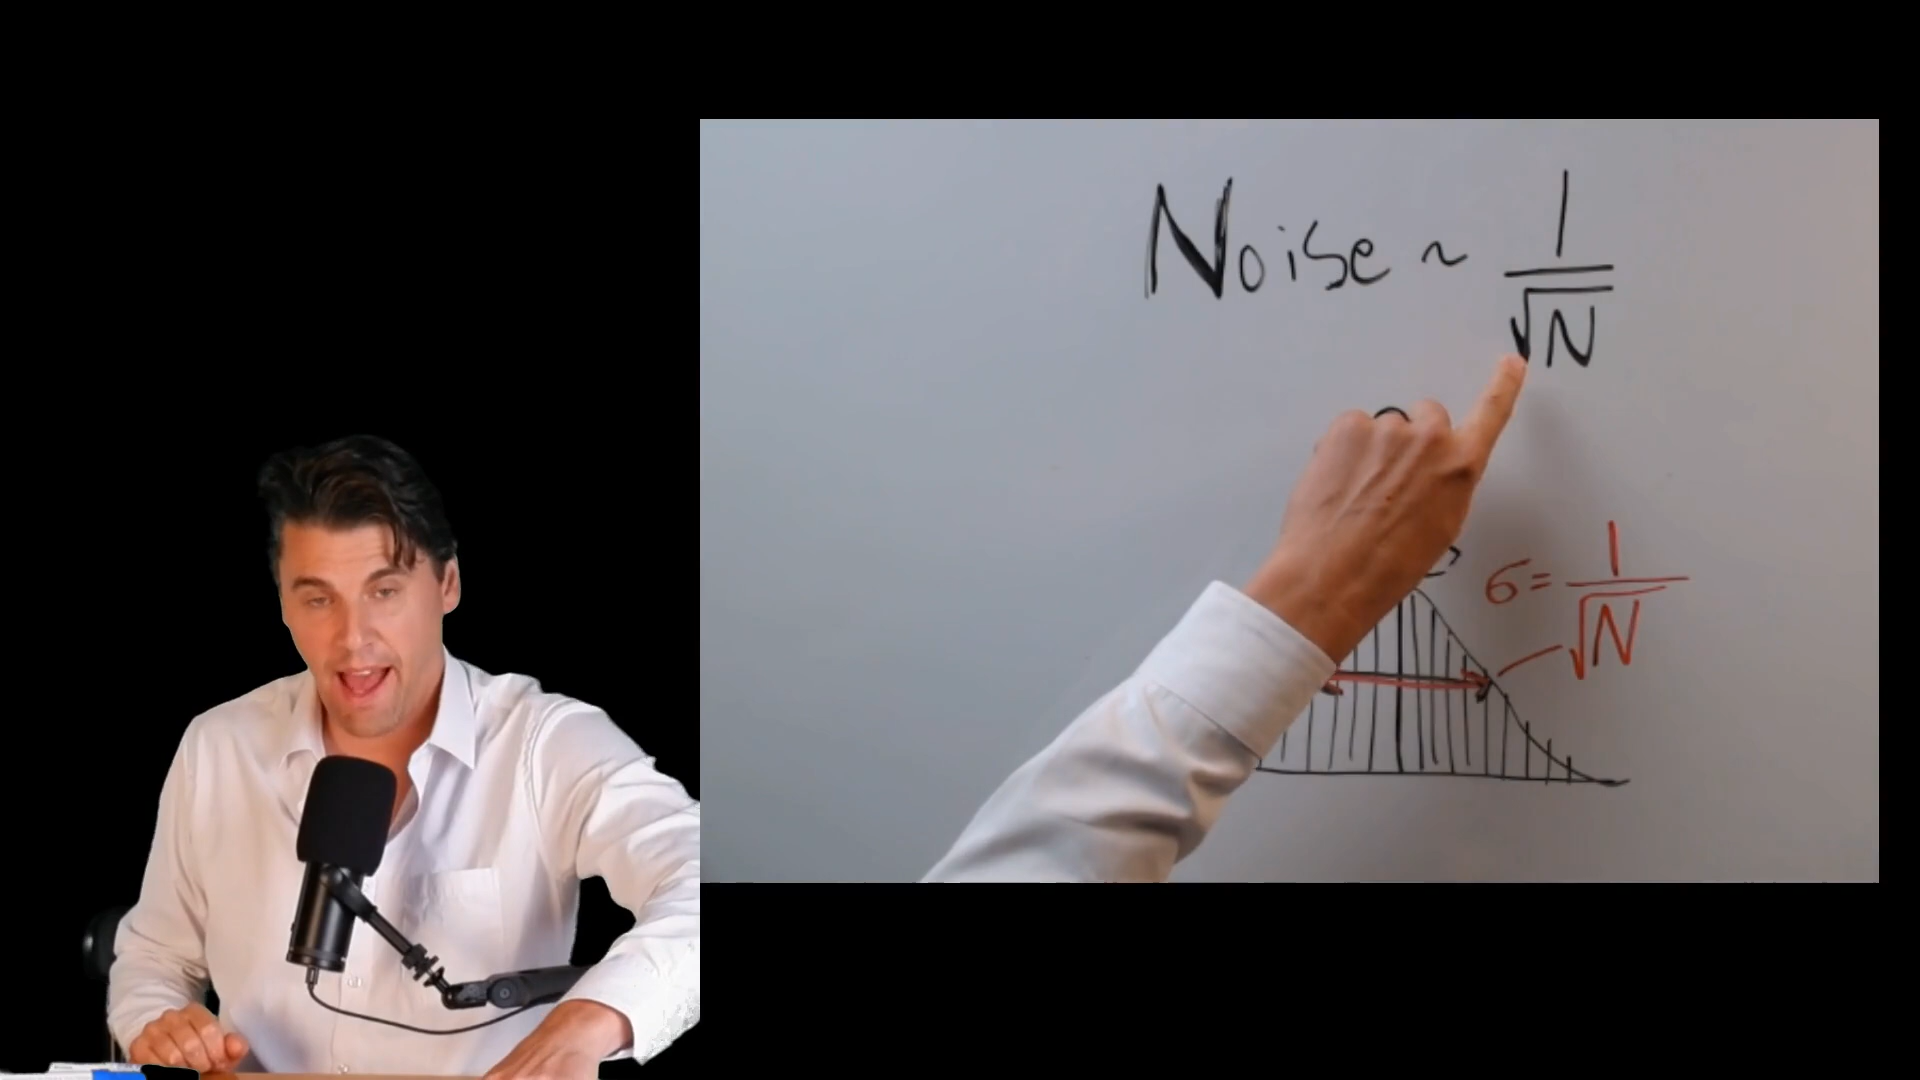 Noise ~ 1/√N
σ = 1/√N